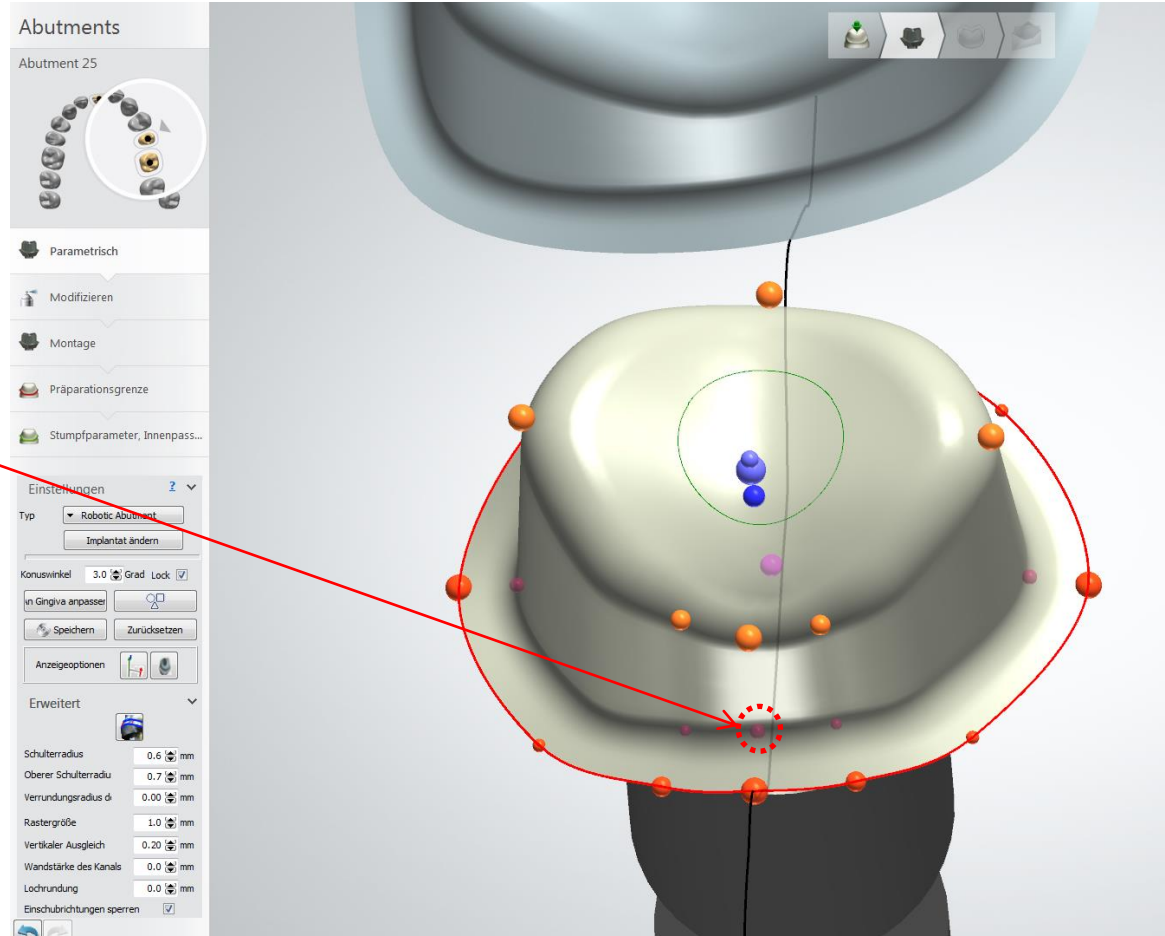 Abutments
Abutment 25
Parametrisch
Modifizieren
Montage
Präparationsgrenze
Stumpfparameter, Innenpass...
Einstellungen ?
Typ Robotic Abutment
Implantat ändern
Konuswinkel 3.0 Grad Lock
n Gingiva anpasser
Speichern Zurücksetzen
Anzeigeoptionen
Erweitert
Schulterradius 0.6 mm
Oberer Schulterradiu 0.7 mm
Verrundungsradius d 0.00 mm
Rastergröße 1.0 mm
Vertikaler Ausgleich 0.20 mm
Wandstärke des Kanals 0.0 mm
Lochrundung 0.0 mm
Einschubrichtungen sperren